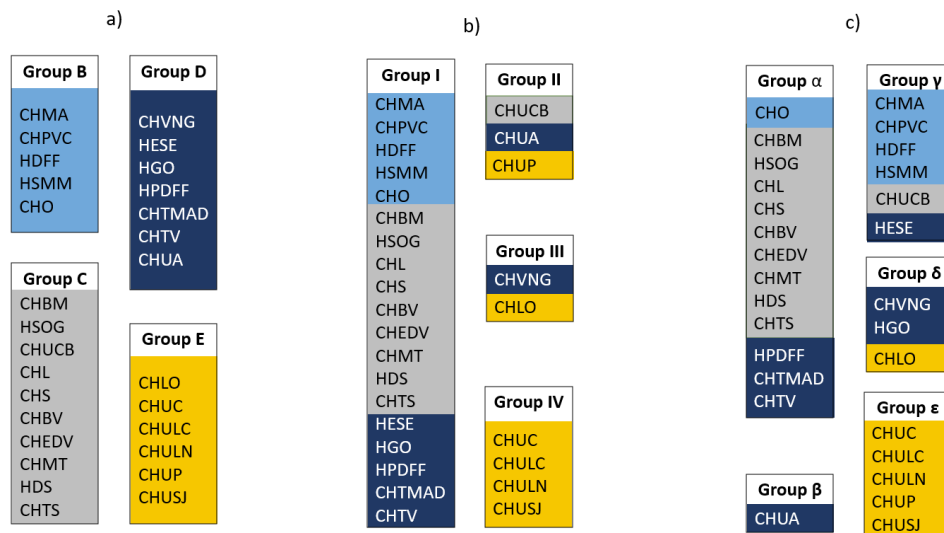 a)
Group B
CHMA
CHPVC
HDFF
HSMM
CHO
Group D
CHVNG
HESE
HGO
HPDFF
CHTMAD
CHTV
CHUA
Group C
CHBM
HSOG
CHUCB
CHL
CHS
CHBV
CHEDV
CHMT
HDS
CHTS
Group E
CHLO
CHUC
CHULC
CHULN
CHUP
CHUSJ
b)
Group I
CHMA
CHPVC
HDFF
HSMM
CHO
CHBM
HSOG
CHL
CHS
CHBV
CHEDV
CHMT
HDS
CHTS
HESE
HGO
HPDFF
CHTMAD
CHTV
Group II
CHUCB
CHUA
CHUP
Group III
CHVNG
CHLO
Group IV
CHUC
CHULC
CHULN
CHUSJ
c)
Group α
CHO
CHBM
HSOG
CHL
CHS
CHBV
CHEDV
CHMT
HDS
CHTS
HPDFF
CHTMAD
CHTV
Group β
CHUA
Group γ
CHMA
CHPVC
HDFF
HSMM
CHUCB
HESE
Group δ
CHVNG
HGO
CHLO
Group ε
CHUC
CHULC
CHULN
CHUP
CHUSJ